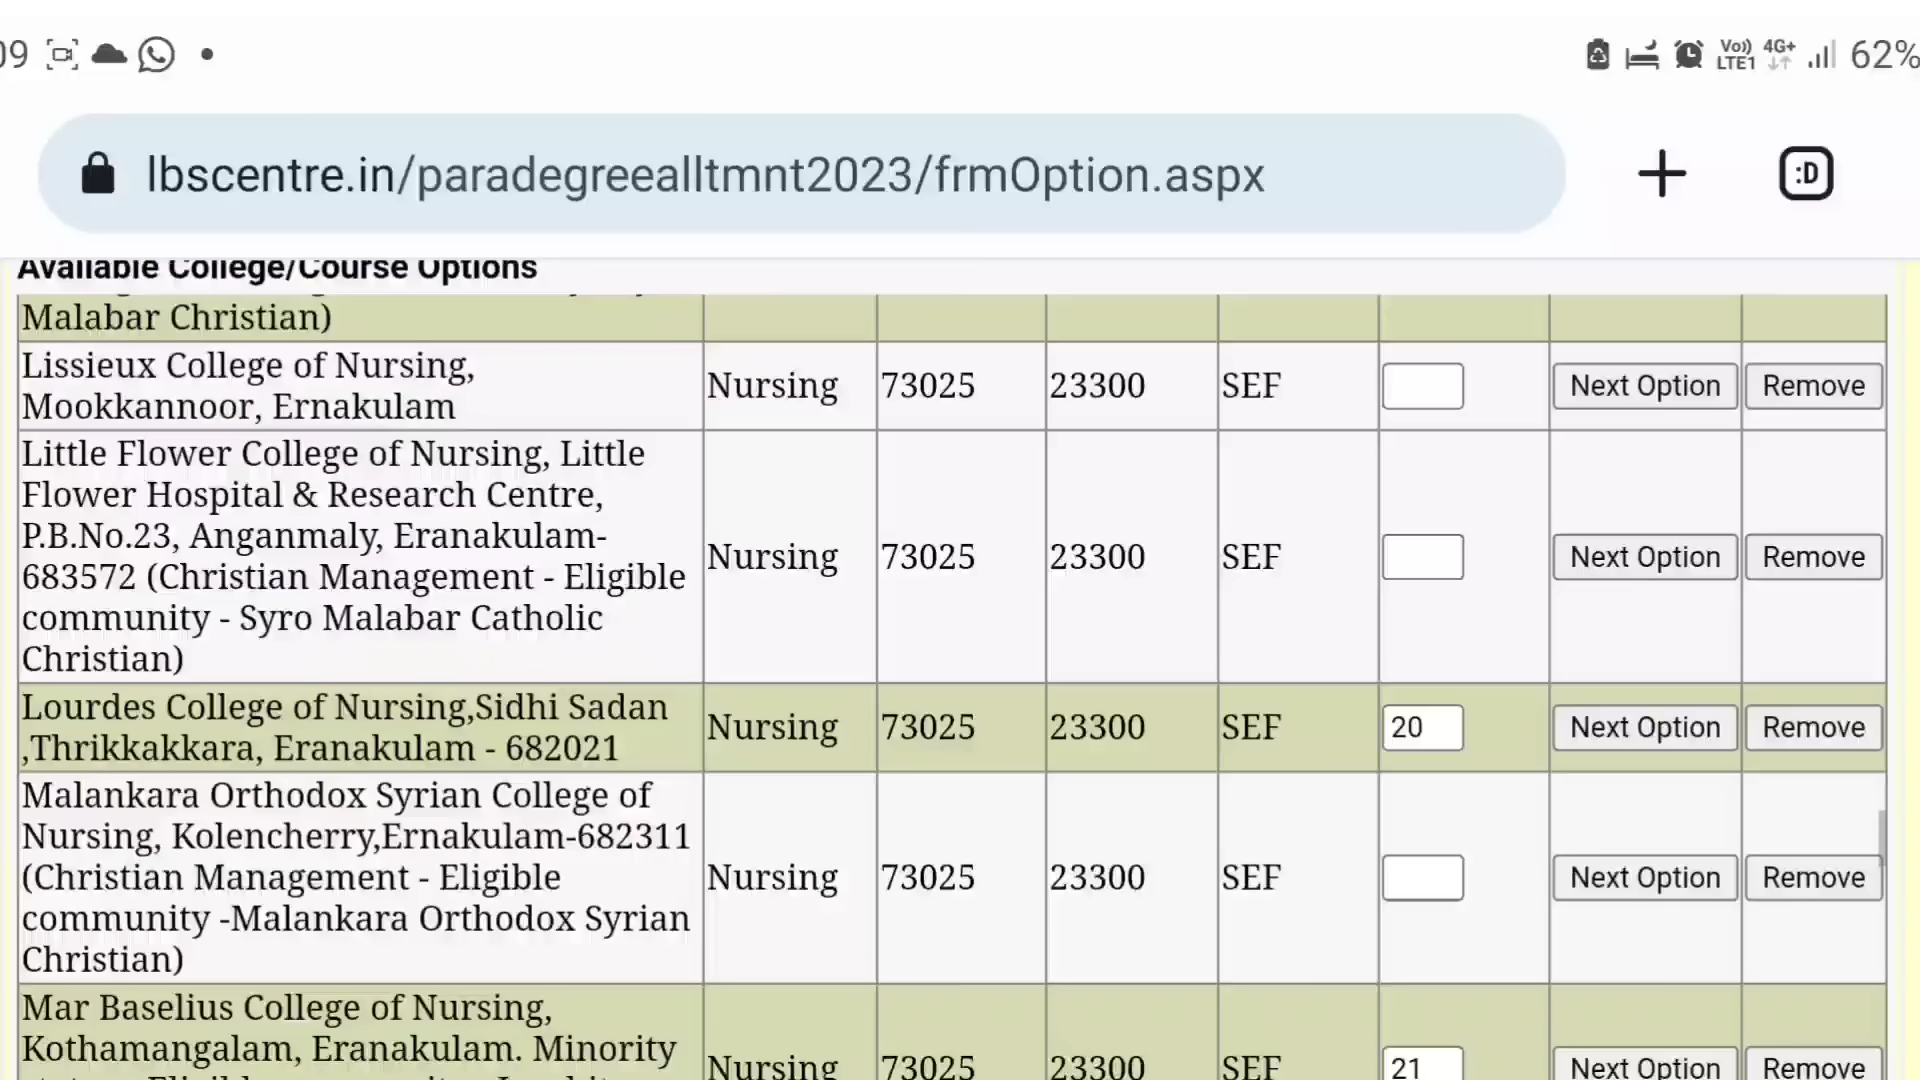 09 62%
Vo)) LTE1 4G+
lbscentre.in/paradegreealltmnt2023/frmOption.aspx :D
Available College/Course Options
Malabar Christian)
Lissieux College of Nursing,
Mookkannoor, Ernakulam
Nursing 73025 23300 SEF Next Option Remove
Little Flower College of Nursing, Little
Flower Hospital & Research Centre,
P.B.No.23, Anganmaly, Eranakulam-
683572 (Christian Management - Eligible
community - Syro Malabar Catholic
Christian)
Nursing 73025 23300 SEF Next Option Remove
Lourdes College of Nursing,Sidhi Sadan
,Thrikkakkara, Eranakulam - 682021
Nursing 73025 23300 SEF 20 Next Option Remove
Malankara Orthodox Syrian College of
Nursing, Kolencherry,Ernakulam-682311
(Christian Management - Eligible
community -Malankara Orthodox Syrian
Christian)
Nursing 73025 23300 SEF Next Option Remove
Mar Baselius College of Nursing,
Kothamangalam, Eranakulam. Minority
Nursing 73025 23300 SEF 21 Next Option Remove